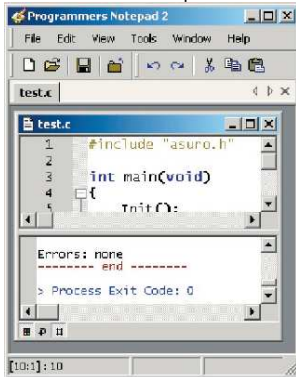 Programmers Notepad 2
File Edit View Tools Window Help
test.c
test.c
1 #include "asuro.h"
2
3 int main(void)
4 {
5 Init();
Errors: none
-------- end --------
> Process Exit Code: 0
[10:1]: 10